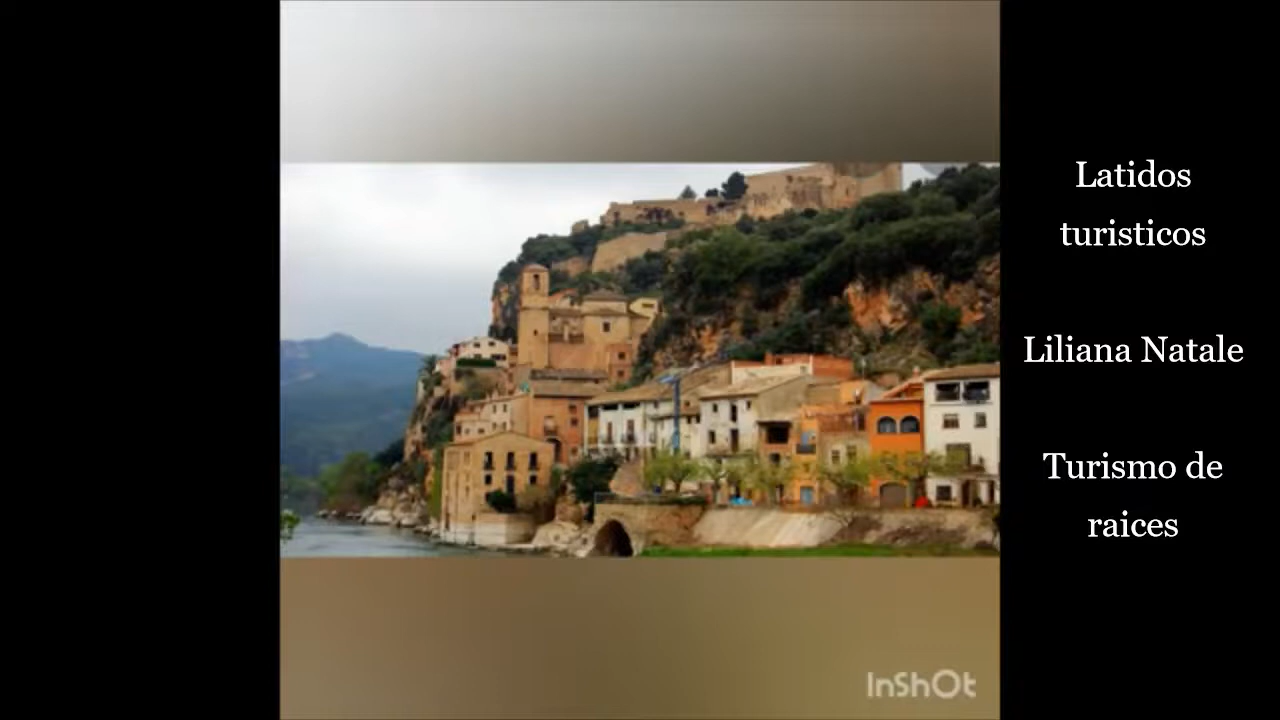 Latidos
turisticos
Liliana Natale
Turismo de
raices
InShOt